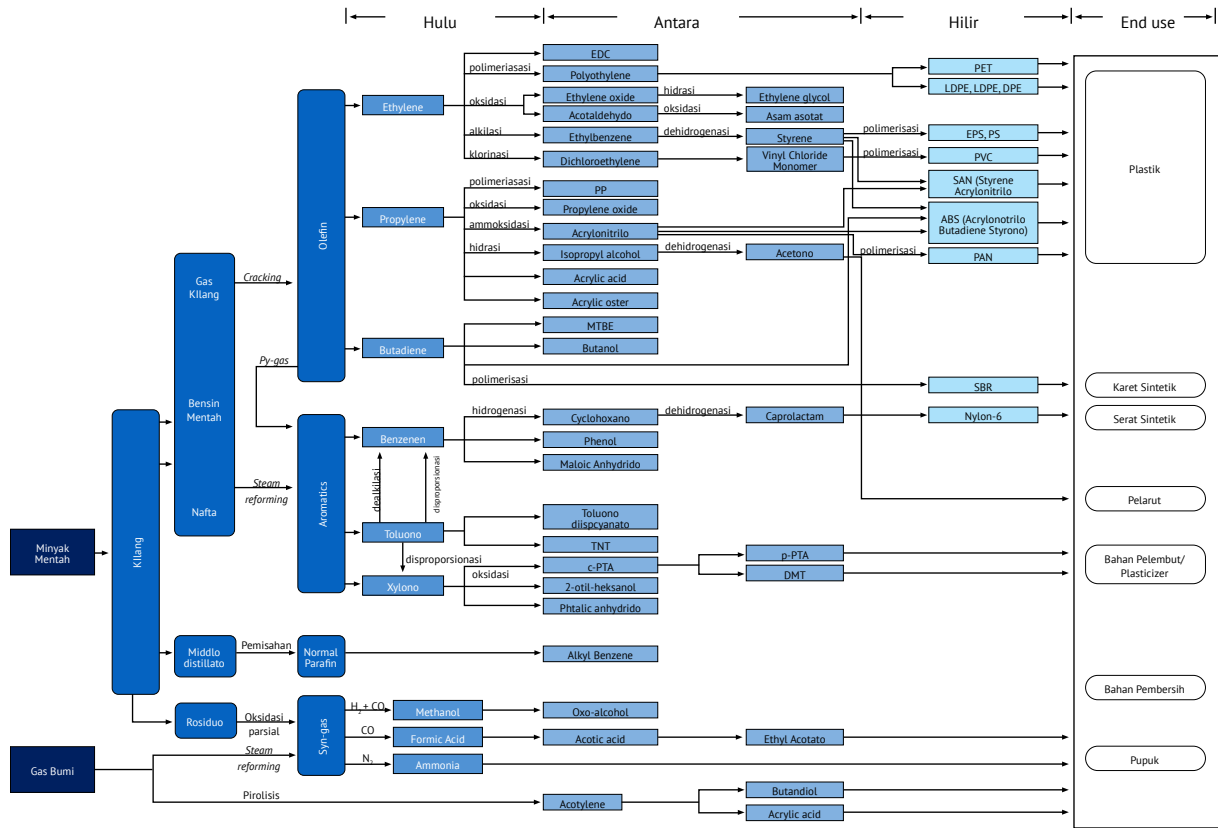 Hulu
Antara
Hilir
End use
EDC
polimeriasasi
Polyothylene
PET
LDPE, LDPE, DPE
Ethylene
oksidasi
Ethylene oxide
hidrasi
Ethylene glycol
Acotaldehydo
oksidasi
Asam asotat
alkilasi
Ethylbenzene
dehidrogenasi
Styrene
polimerisasi
EPS, PS
klorinasi
Dichloroethylene
Vinyl Chloride
Monomer
polimerisasi
PVC
Plastik
Olefin
polimeriasasi
PP
SAN (Styrene
Acrylonitrilo
oksidasi
Propylene oxide
Propylene
ammoksidasi
Acrylonitrilo
ABS (Acrylonotrilo
Butadiene Styrono)
hidrasi
Isopropyl alcohol
dehidrogenasi
Acetono
polimerisasi
PAN
Acrylic acid
Acrylic oster
Gas
KIlang
Cracking
MTBE
Butadiene
Butanol
Py-gas
polimerisasi
SBR
Karet Sintetik
Bensin
Mentah
hidrogenasi
Cyclohoxano
dehidrogenasi
Caprolactam
Nylon-6
Serat Sintetik
Benzenen
Phenol
Maloic Anhydrido
dealkilasi
disproporsionasi
Steam
reforming
Nafta
Aromatics
Pelarut
Toluono
Toluono
diispcyanato
TNT
Minyak
Mentah
KIlang
disproporsionasi
Xylono
oksidasi
c-PTA
p-PTA
DMT
Bahan Pelembut/
Plasticizer
2-otil-heksanol
Phtalic anhydrido
Middlo
distillato
Pemisahan
Normal
Parafin
Alkyl Benzene
Bahan Pembersih
Rosiduo
Oksidasi
parsial
Syn-gas
H2 + CO
Methanol
Oxo-alcohol
CO
Formic Acid
Acotic acid
Ethyl Acotato
Gas Bumi
Steam
reforming
N2
Ammonia
Pupuk
Pirolisis
Acotylene
Butandiol
Acrylic acid